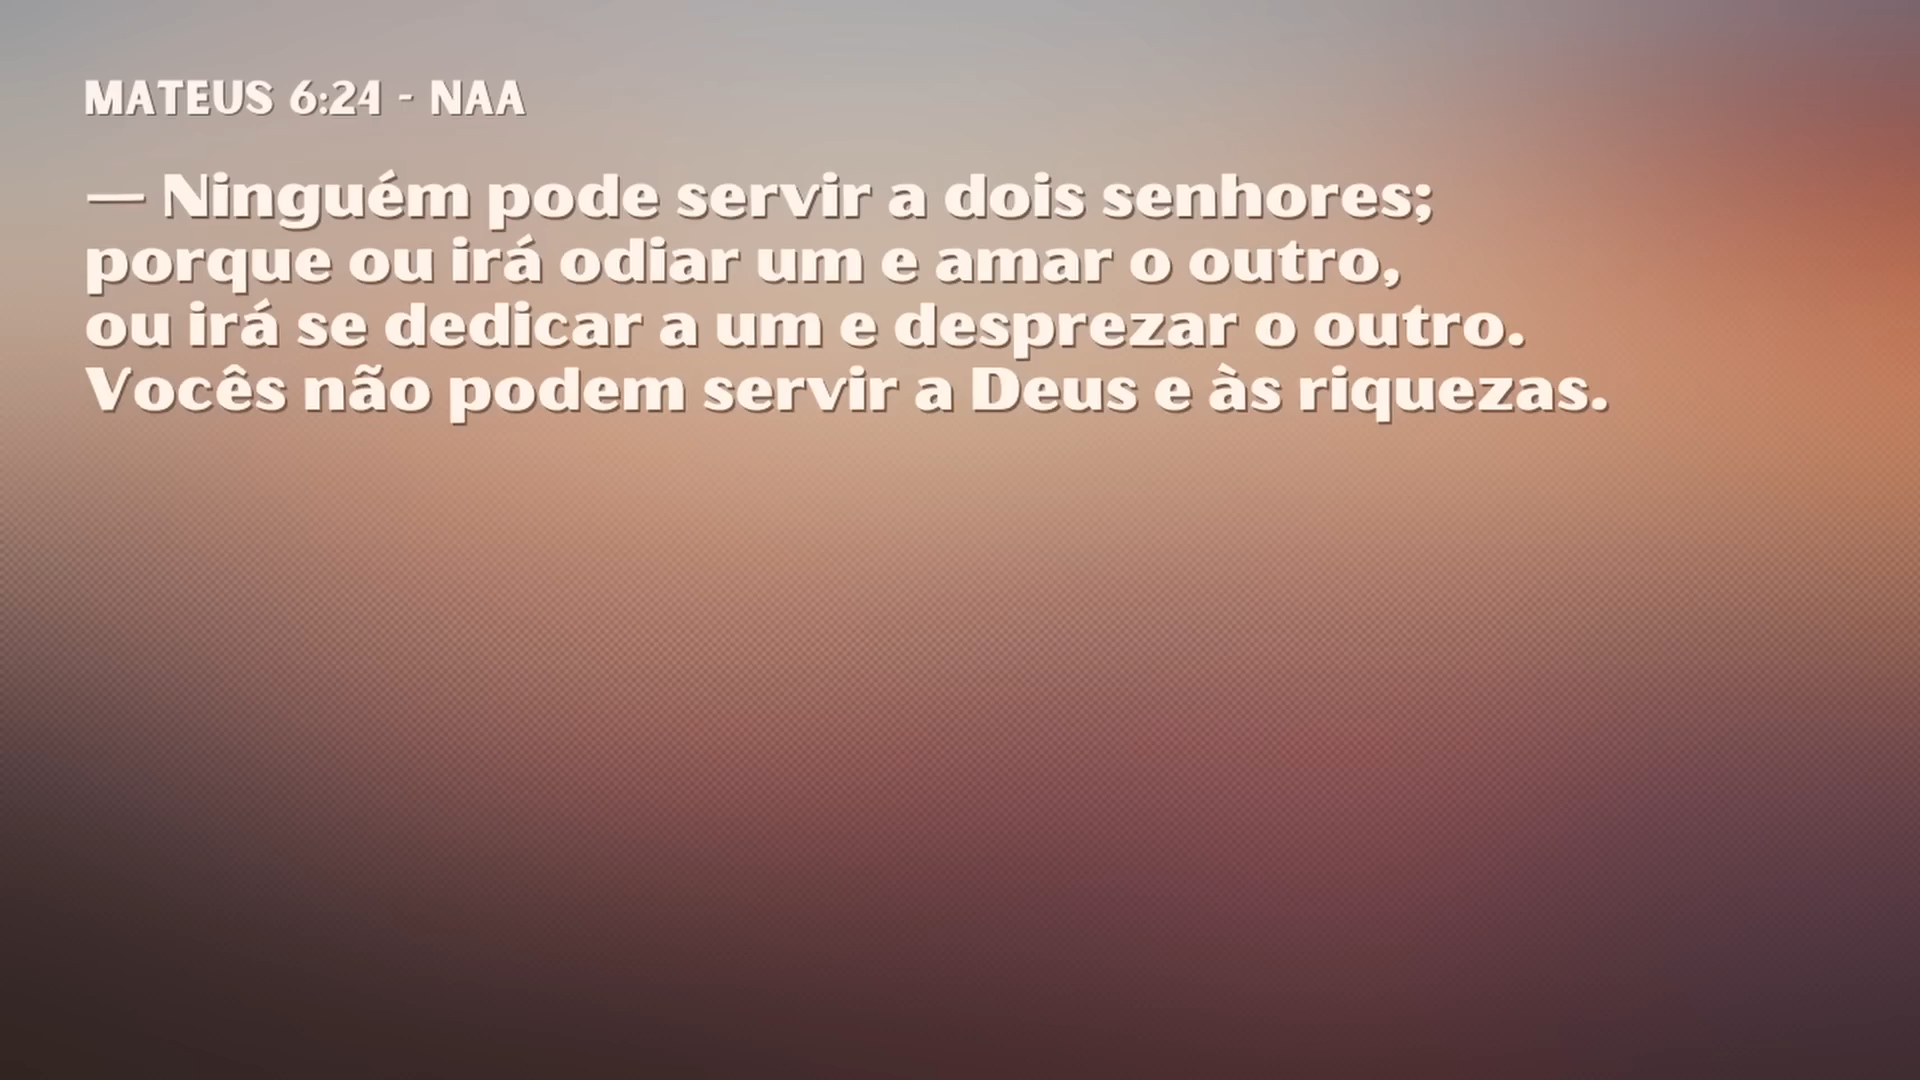 MATEUS 6:24 - NAA
— Ninguém pode servir a dois senhores;
porque ou irá odiar um e amar o outro,
ou irá se dedicar a um e desprezar o outro.
Vocês não podem servir a Deus e às riquezas.